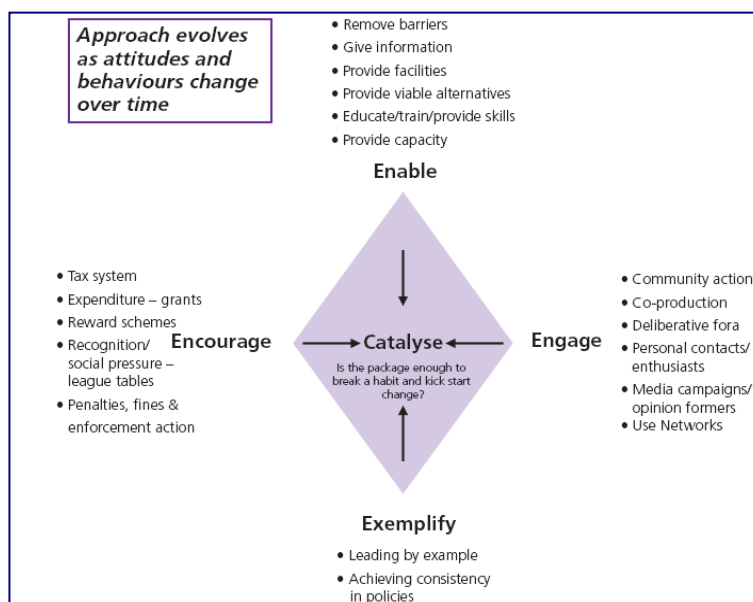 Approach evolves
as attitudes and
behaviours change
over time
• Remove barriers
• Give information
• Provide facilities
• Provide viable alternatives
• Educate/train/provide skills
• Provide capacity
Enable
• Tax system
• Expenditure – grants
• Reward schemes
• Recognition/
social pressure –
league tables
• Penalties, fines &
enforcement action
Encourage
Catalyse
Is the package enough to
break a habit and kick start
change?
Engage
• Community action
• Co-production
• Deliberative fora
• Personal contacts/
enthusiasts
• Media campaigns/
opinion formers
• Use Networks
Exemplify
• Leading by example
• Achieving consistency
in policies